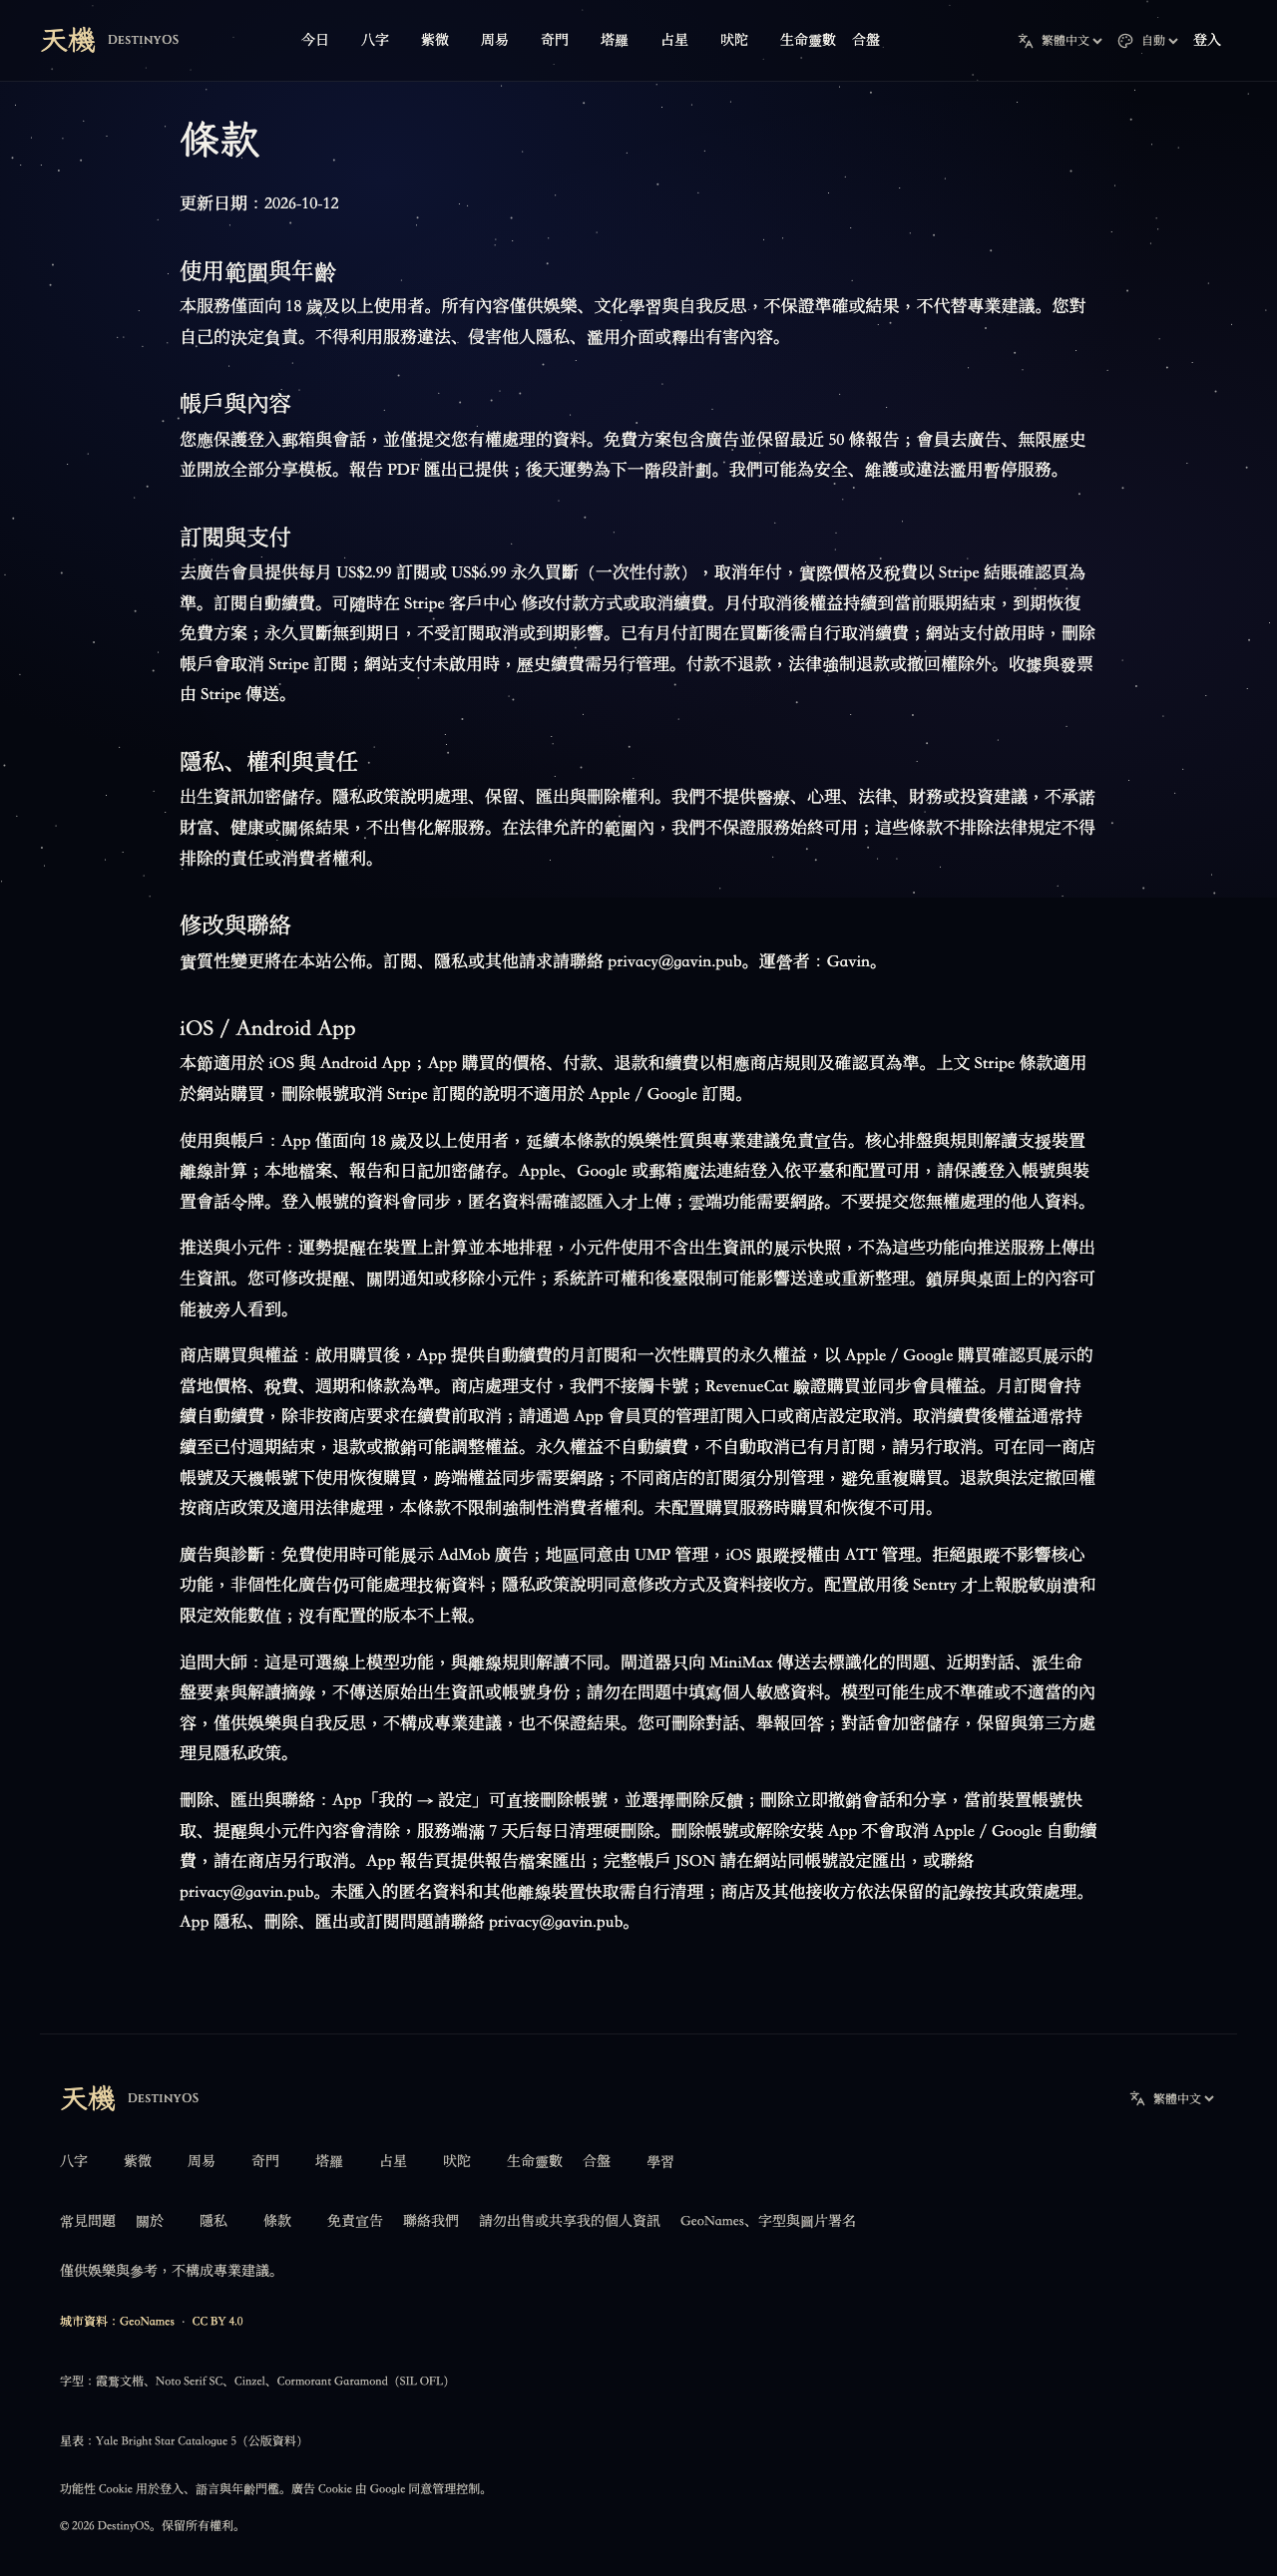 天機 DestinyOS 今日 八字 紫微 周易 奇門 塔羅 占星 吠陀 生命靈數 合盤 繁體中文 自動 登入
條款
更新日期：2026-10-12
使用範圍與年齡
本服務僅面向 18 歲及以上使用者。所有內容僅供娛樂、文化學習與自我反思，不保證準確或結果，不代替專業建議。您對
自己的決定負責。不得利用服務違法、侵害他人隱私、濫用介面或釋出有害內容。
帳戶與內容
您應保護登入郵箱與會話，並僅提交您有權處理的資料。免費方案包含廣告並保留最近 50 條報告；會員去廣告、無限歷史
並開放全部分享模板。報告 PDF 匯出已提供；後天運勢為下一階段計劃。我們可能為安全、維護或違法濫用暫停服務。
訂閱與支付
去廣告會員提供每月 US$2.99 訂閱或 US$6.99 永久買斷（一次性付款），取消年付，實際價格及稅費以 Stripe 結賬確認頁為
準。訂閱自動續費。可隨時在 Stripe 客戶中心 修改付款方式或取消續費。月付取消後權益持續到當前賬期結束，到期恢復
免費方案；永久買斷無到期日，不受訂閱取消或到期影響。已有月付訂閱在買斷後需自行取消續費；網站支付啟用時，刪除
帳戶會取消 Stripe 訂閱；網站支付未啟用時，歷史續費需另行管理。付款不退款，法律強制退款或撤回權除外。收據與發票
由 Stripe 傳送。
隱私、權利與責任
出生資訊加密儲存。隱私政策說明處理、保留、匯出與刪除權利。我們不提供醫療、心理、法律、財務或投資建議，不承諾
財富、健康或關係結果，不出售化解服務。在法律允許的範圍內，我們不保證服務始終可用；這些條款不排除法律規定不得
排除的責任或消費者權利。
修改與聯絡
實質性變更將在本站公佈。訂閱、隱私或其他請求請聯絡 privacy@gavin.pub。運營者：Gavin。
iOS / Android App
本節適用於 iOS 與 Android App；App 購買的價格、付款、退款和續費以相應商店規則及確認頁為準。上文 Stripe 條款適用
於網站購買，刪除帳號取消 Stripe 訂閱的說明不適用於 Apple / Google 訂閱。
使用與帳戶：App 僅面向 18 歲及以上使用者，延續本條款的娛樂性質與專業建議免責宣告。核心排盤與規則解讀支援裝置
離線計算；本地檔案、報告和日記加密儲存。Apple、Google 或郵箱魔法連結登入依平臺和配置可用，請保護登入帳號與裝
置會話令牌。登入帳號的資料會同步，匿名資料需確認匯入才上傳；雲端功能需要網路。不要提交您無權處理的他人資料。
推送與小元件：運勢提醒在裝置上計算並本地排程，小元件使用不含出生資訊的展示快照，不為這些功能向推送服務上傳出
生資訊。您可修改提醒、關閉通知或移除小元件；系統許可權和後臺限制可能影響送達或重新整理。鎖屏與桌面上的內容可
能被旁人看到。
商店購買與權益：啟用購買後，App 提供自動續費的月訂閱和一次性購買的永久權益，以 Apple / Google 購買確認頁展示的
當地價格、稅費、週期和條款為準。商店處理支付，我們不接觸卡號；RevenueCat 驗證購買並同步會員權益。月訂閱會持
續自動續費，除非按商店要求在續費前取消；請通過 App 會員頁的管理訂閱入口或商店設定取消。取消續費後權益通常持
續至已付週期結束，退款或撤銷可能調整權益。永久權益不自動續費，不自動取消已有月訂閱，請另行取消。可在同一商店
帳號及天機帳號下使用恢復購買，跨端權益同步需要網路；不同商店的訂閱須分別管理，避免重複購買。退款與法定撤回權
按商店政策及適用法律處理，本條款不限制強制性消費者權利。未配置購買服務時購買和恢復不可用。
廣告與診斷：免費使用時可能展示 AdMob 廣告；地區同意由 UMP 管理，iOS 跟蹤授權由 ATT 管理。拒絕跟蹤不影響核心
功能，非個性化廣告仍可能處理技術資料；隱私政策說明同意修改方式及資料接收方。配置啟用後 Sentry 才上報脫敏崩潰和
限定效能數值；沒有配置的版本不上報。
追問大師：這是可選線上模型功能，與離線規則解讀不同。閘道器只向 MiniMax 傳送去標識化的問題、近期對話、派生命
盤要素與解讀摘錄，不傳送原始出生資訊或帳號身份；請勿在問題中填寫個人敏感資料。模型可能生成不準確或不適當的內
容，僅供娛樂與自我反思，不構成專業建議，也不保證結果。您可刪除對話、舉報回答；對話會加密儲存，保留與第三方處
理見隱私政策。
刪除、匯出與聯絡：App「我的 → 設定」可直接刪除帳號，並選擇刪除反饋；刪除立即撤銷會話和分享，當前裝置帳號快
取、提醒與小元件內容會清除，服務端滿 7 天后每日清理硬刪除。刪除帳號或解除安裝 App 不會取消 Apple / Google 自動續
費，請在商店另行取消。App 報告頁提供報告檔案匯出；完整帳戶 JSON 請在網站同帳號設定匯出，或聯絡
privacy@gavin.pub。未匯入的匿名資料和其他離線裝置快取需自行清理；商店及其他接收方依法保留的記錄按其政策處理。
App 隱私、刪除、匯出或訂閱問題請聯絡 privacy@gavin.pub。
天機 DestinyOS 繁體中文
八字 紫微 周易 奇門 塔羅 占星 吠陀 生命靈數 合盤 學習
常見問題 關於 隱私 條款 免責宣告 聯絡我們 請勿出售或共享我的個人資訊 GeoNames、字型與圖片署名
僅供娛樂與參考，不構成專業建議。
城市資料：GeoNames · CC BY 4.0
字型：霞鶩文楷、Noto Serif SC、Cinzel、Cormorant Garamond（SIL OFL）
星表：Yale Bright Star Catalogue 5（公版資料）
功能性 Cookie 用於登入、語言與年齡門檻。廣告 Cookie 由 Google 同意管理控制。
© 2026 DestinyOS。保留所有權利。